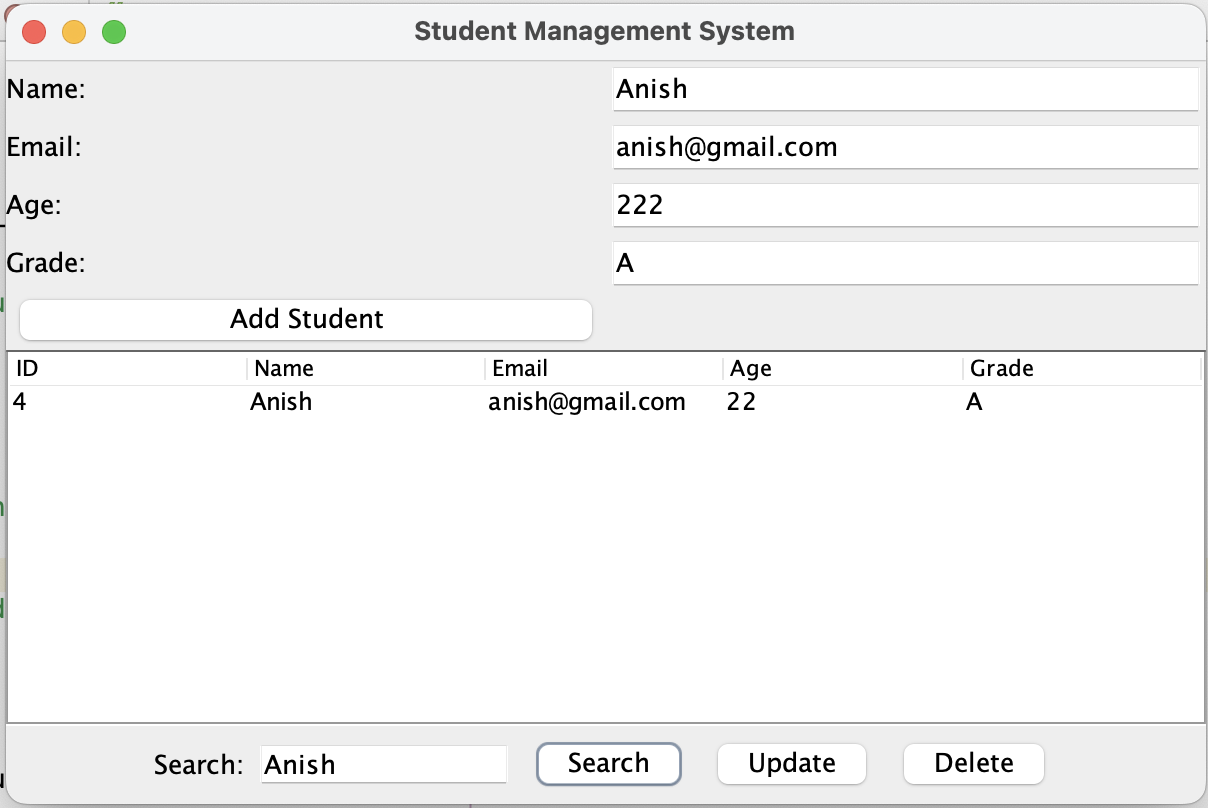 Student Management System
Name: Anish
Email: anish@gmail.com
Age: 222
Grade: A
Add Student
ID Name Email Age Grade
4 Anish anish@gmail.com 22 A
Search: Anish Search Update Delete